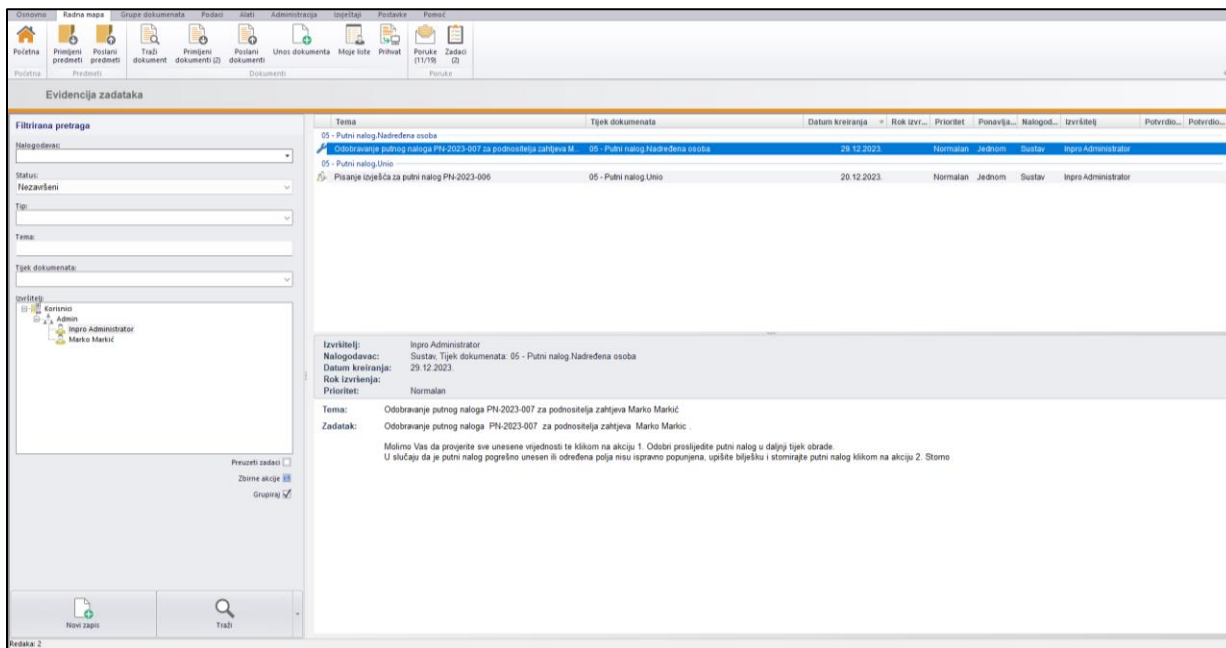 Osnovno Radna mapa Grupe dokumenata Podaci Alati Administracija Izvještaji Postavke Pomoć
Početna Primljeni predmeti Poslani predmeti Traži dokument Primljeni dokumenti (2) Poslani dokumenti Unos dokumenta Moje liste Prihvat Poruke (11/19) Zadaci (2)
Početna Predmeti Dokumenti Poruke
Evidencija zadataka
Filtrirana pretraga
Nalogodavac:
Status:
Nezavršeni
Tip:
Tema:
Tijek dokumenata:
Izvršitelj:
Korisnici
Admin
Inpro Administrator
Marko Markić
Preuzeti zadaci
Zbirne akcije
Grupiraj
Novi zapis Traži
Redaka: 2
Tema Tijek dokumenata Datum kreiranja Rok izvr... Prioritet Ponavlja... Nalogod... Izvršitelj Potvrdio... Potvrdio...
05 - Putni nalog.Nadređena osoba
Odobravanje putnog naloga PN-2023-007 za podnositelja zahtjeva M... 05 - Putni nalog.Nadređena osoba 29.12.2023. Normalan Jednom Sustav Inpro Administrator
05 - Putni nalog.Unio
Pisanje izvješća za putni nalog PN-2023-006 05 - Putni nalog.Unio 20.12.2023. Normalan Jednom Sustav Inpro Administrator
Izvršitelj: Inpro Administrator
Nalogodavac: Sustav, Tijek dokumenata: 05 - Putni nalog.Nadređena osoba
Datum kreiranja: 29.12.2023.
Rok izvršenja:
Prioritet: Normalan
Tema: Odobravanje putnog naloga PN-2023-007 za podnositelja zahtjeva Marko Markić
Zadatak: Odobravanje putnog naloga PN-2023-007 za podnositelja zahtjeva Marko Markic .
Molimo Vas da provjerite sve unesene vrijednosti te klikom na akciju 1. Odobri proslijedite putni nalog u daljnji tijek obrade.
U slučaju da je putni nalog pogrešno unesen ili određena polja nisu ispravno popunjena, upišite bilješku i stornirajte putni nalog klikom na akciju 2. Storno